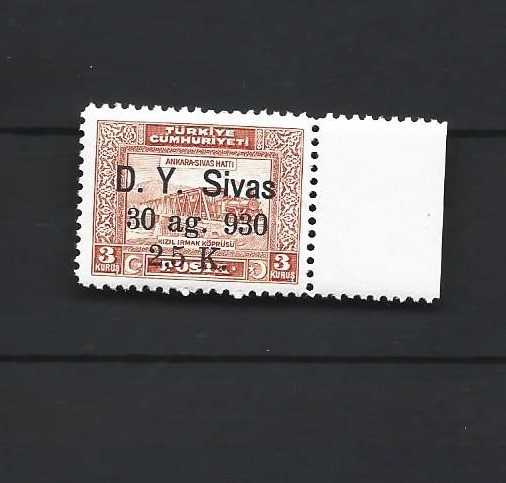 TÜRKİYE
CUMHURİYETİ
ANKARA-SİVAS HATTI
D. Y. Sivas
30 ag. 930
KIZIL IRMAK KÖPRÜSÜ
2,5 K.
3 3
KURUŞ KURUŞ